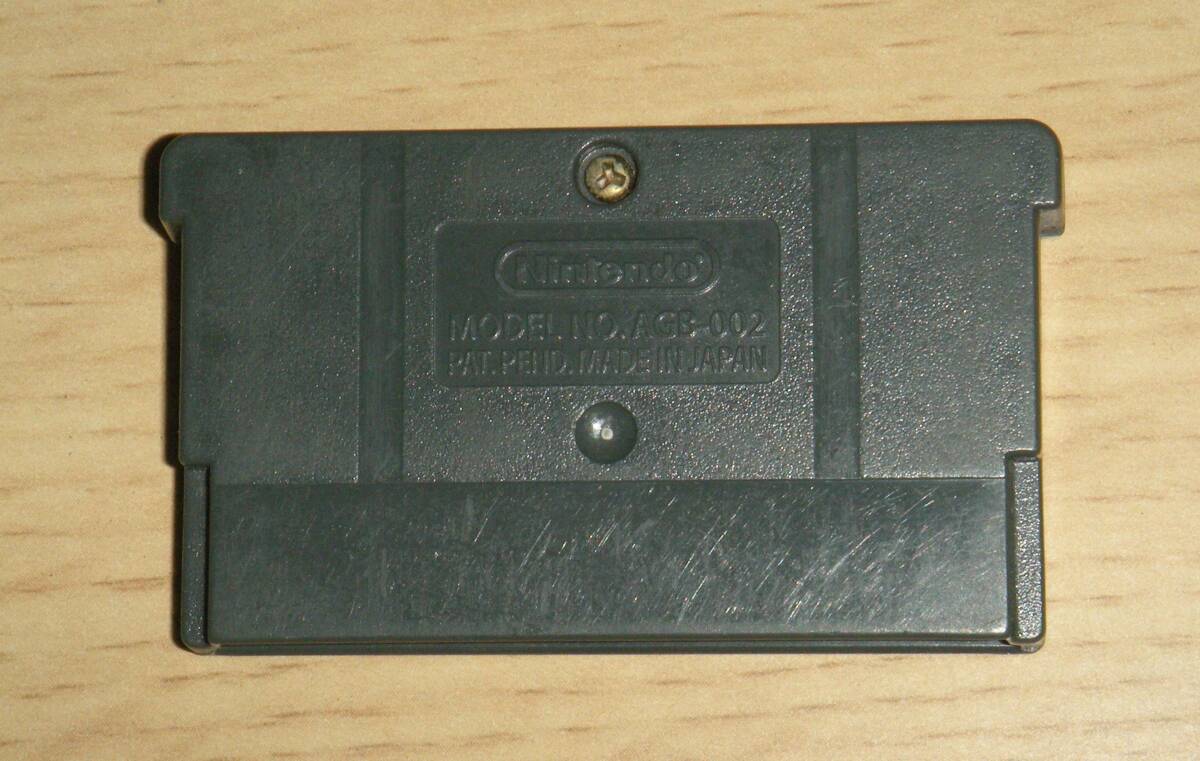 Nintendo
MODEL NO. AGB-002
PAT. PEND. MADE IN JAPAN